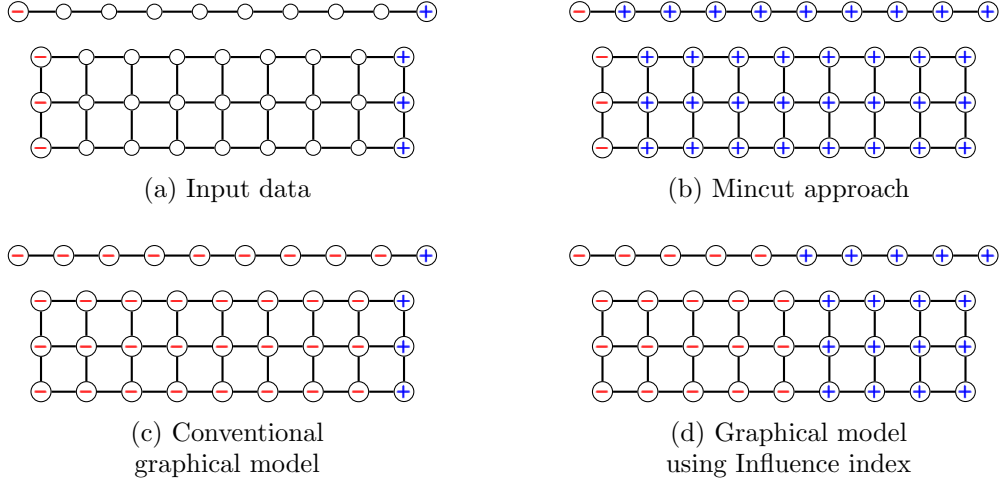 (a) Input data
(b) Mincut approach
(c) Conventional
graphical model
(d) Graphical model
using Influence index